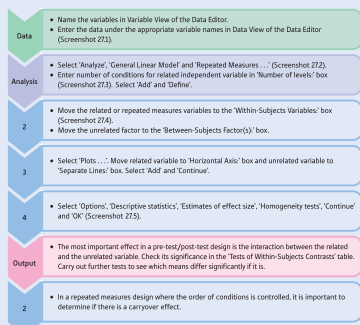 Data
• Name the variables in Variable View of the Data Editor.
• Enter the data under the appropriate variable names in Data View of the Data Editor
(Screenshot 27.1).
Analysis
• Select 'Analyze', 'General Linear Model' and 'Repeated Measures . . .' (Screenshot 27.2).
• Enter number of conditions for related independent variable in 'Number of levels:' box
(Screenshot 27.3). Select 'Add' and 'Define'.
2
• Move the related or repeated measures variables to the 'Within-Subjects Variables:' box
(Screenshot 27.4).
• Move the unrelated factor to the 'Between-Subjects Factor(s):' box.
3
• Select 'Plots . . .'. Move related variable to 'Horizontal Axis:' box and unrelated variable to
'Separate Lines:' box. Select 'Add' and 'Continue'.
4
• Select 'Options', 'Descriptive statistics', 'Estimates of effect size', 'Homogeneity tests', 'Continue'
and 'OK' (Screenshot 27.5).
Output
• The most important effect in a pre-test/post-test design is the interaction between the related
and the unrelated variable. Check its significance in the 'Tests of Within-Subjects Contrasts' table.
Carry out further tests to see which means differ significantly if it is.
2
• In a repeated measures design where the order of conditions is controlled, it is important to
determine if there is a carryover effect.